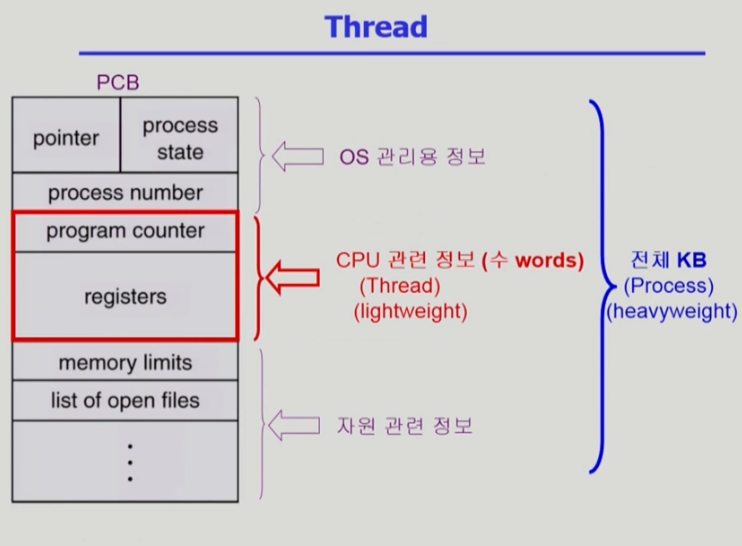 Thread
PCB
pointer
process
state
OS 관리용 정보
process number
program counter
registers
CPU 관련 정보 (수 words)
(Thread)
(lightweight)
전체 KB
(Process)
(heavyweight)
memory limits
list of open files
자원 관련 정보